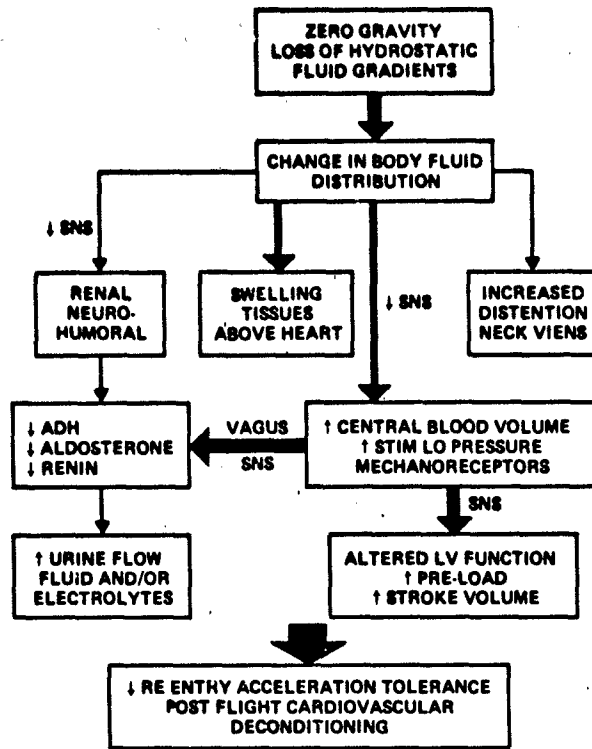 ZERO GRAVITY
LOSS OF HYDROSTATIC
FLUID GRADIENTS
CHANGE IN BODY FLUID
DISTRIBUTION
↓ SNS
RENAL
NEURO-
HUMORAL
SWELLING
TISSUES
ABOVE HEART
↓ SNS
INCREASED
DISTENTION
NECK VIENS
↓ ADH
↓ ALDOSTERONE
↓ RENIN
VAGUS
SNS
↑ CENTRAL BLOOD VOLUME
↑ STIM LO PRESSURE
MECHANORECEPTORS
SNS
↑ URINE FLOW
FLUID AND/OR
ELECTROLYTES
ALTERED LV FUNCTION
↑ PRE-LOAD
↑ STROKE VOLUME
↓ RE ENTRY ACCELERATION TOLERANCE
POST FLIGHT CARDIOVASCULAR
DECONDITIONING